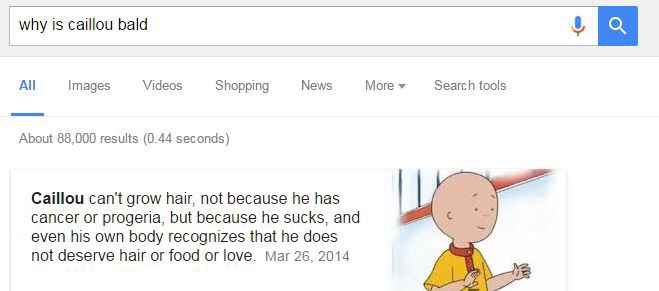 why is caillou bald
All Images Videos Shopping News More Search tools
About 88,000 results (0.44 seconds)
Caillou can't grow hair, not because he has
cancer or progeria, but because he sucks, and
even his own body recognizes that he does
not deserve hair or food or love. Mar 26, 2014